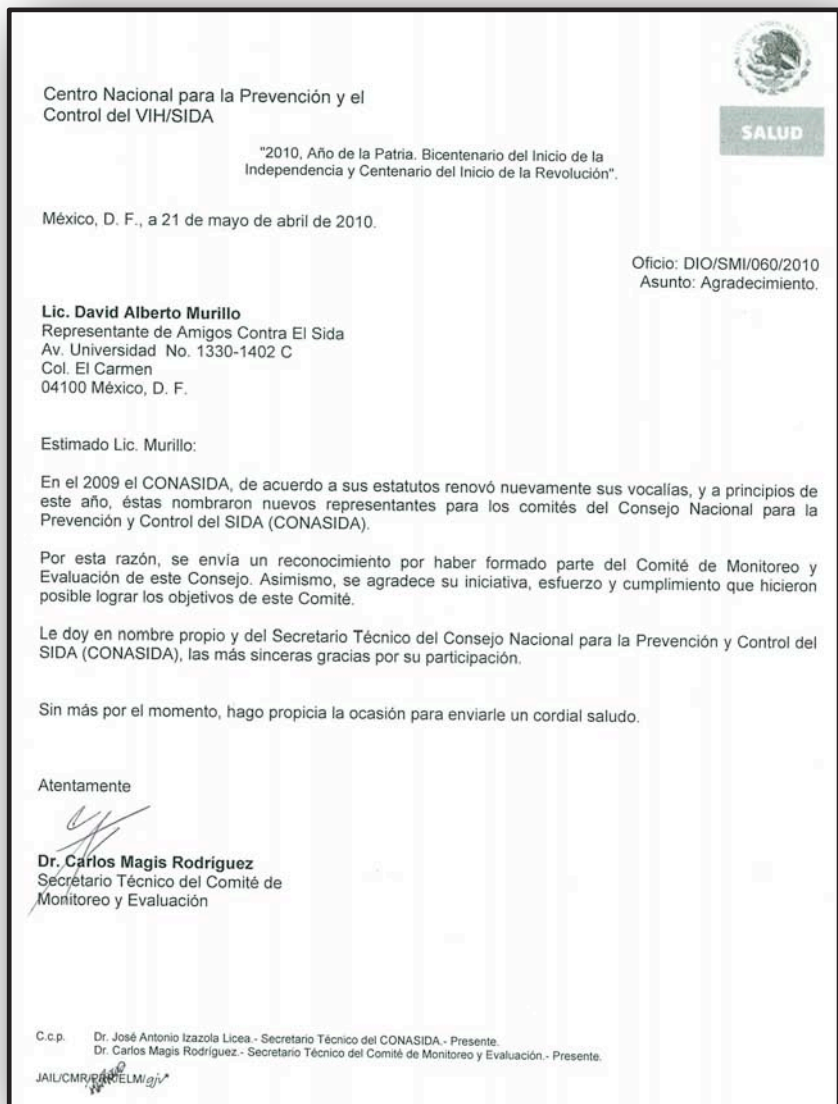 SALUD
Centro Nacional para la Prevención y el
Control del VIH/SIDA
"2010, Año de la Patria. Bicentenario del Inicio de la
Independencia y Centenario del Inicio de la Revolución".
México, D. F., a 21 de mayo de abril de 2010.
Oficio: DIO/SMI/060/2010
Asunto: Agradecimiento.
Lic. David Alberto Murillo
Representante de Amigos Contra El Sida
Av. Universidad No. 1330-1402 C
Col. El Carmen
04100 México, D. F.
Estimado Lic. Murillo:
En el 2009 el CONASIDA, de acuerdo a sus estatutos renovó nuevamente sus vocalías, y a principios de
este año, éstas nombraron nuevos representantes para los comités del Consejo Nacional para la
Prevención y Control del SIDA (CONASIDA).
Por esta razón, se envía un reconocimiento por haber formado parte del Comité de Monitoreo y
Evaluación de este Consejo. Asimismo, se agradece su iniciativa, esfuerzo y cumplimiento que hicieron
posible lograr los objetivos de este Comité.
Le doy en nombre propio y del Secretario Técnico del Consejo Nacional para la Prevención y Control del
SIDA (CONASIDA), las más sinceras gracias por su participación.
Sin más por el momento, hago propicia la ocasión para enviarle un cordial saludo.
Atentamente
Dr. Carlos Magis Rodríguez
Secretario Técnico del Comité de
Monitoreo y Evaluación
C.c.p. Dr. José Antonio Izazola Licea.- Secretario Técnico del CONASIDA.- Presente.
Dr. Carlos Magis Rodríguez.- Secretario Técnico del Comité de Monitoreo y Evaluación.- Presente.
JAIL/CMR/